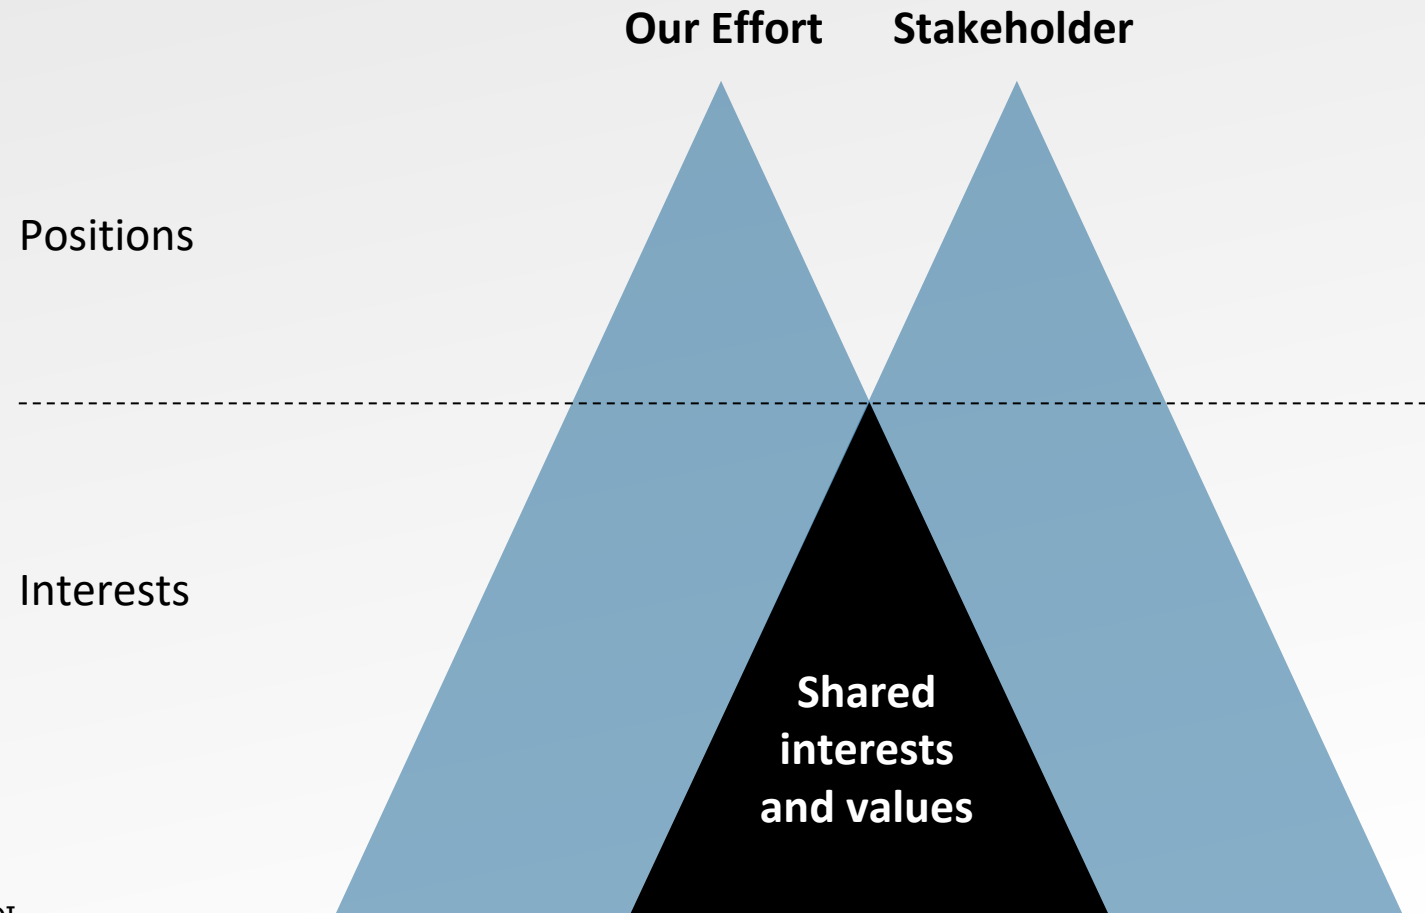 Our Effort Stakeholder
Positions
Interests
Shared
interests
and values